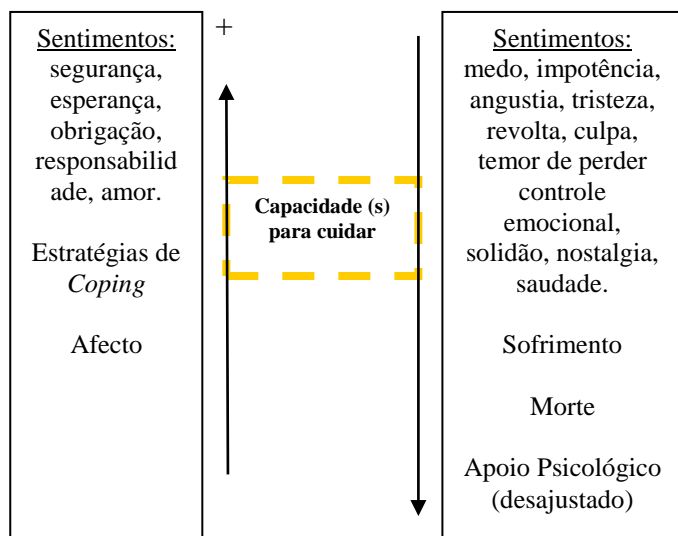 Sentimentos:
segurança,
esperança,
obrigação,
responsabilid
ade, amor.
Estratégias de
Coping
Afecto
+
Capacidade (s)
para cuidar
Sentimentos:
medo, impotência,
angustia, tristeza,
revolta, culpa,
temor de perder
controle
emocional,
solidão, nostalgia,
saudade.
Sofrimento
Morte
Apoio Psicológico
(desajustado)